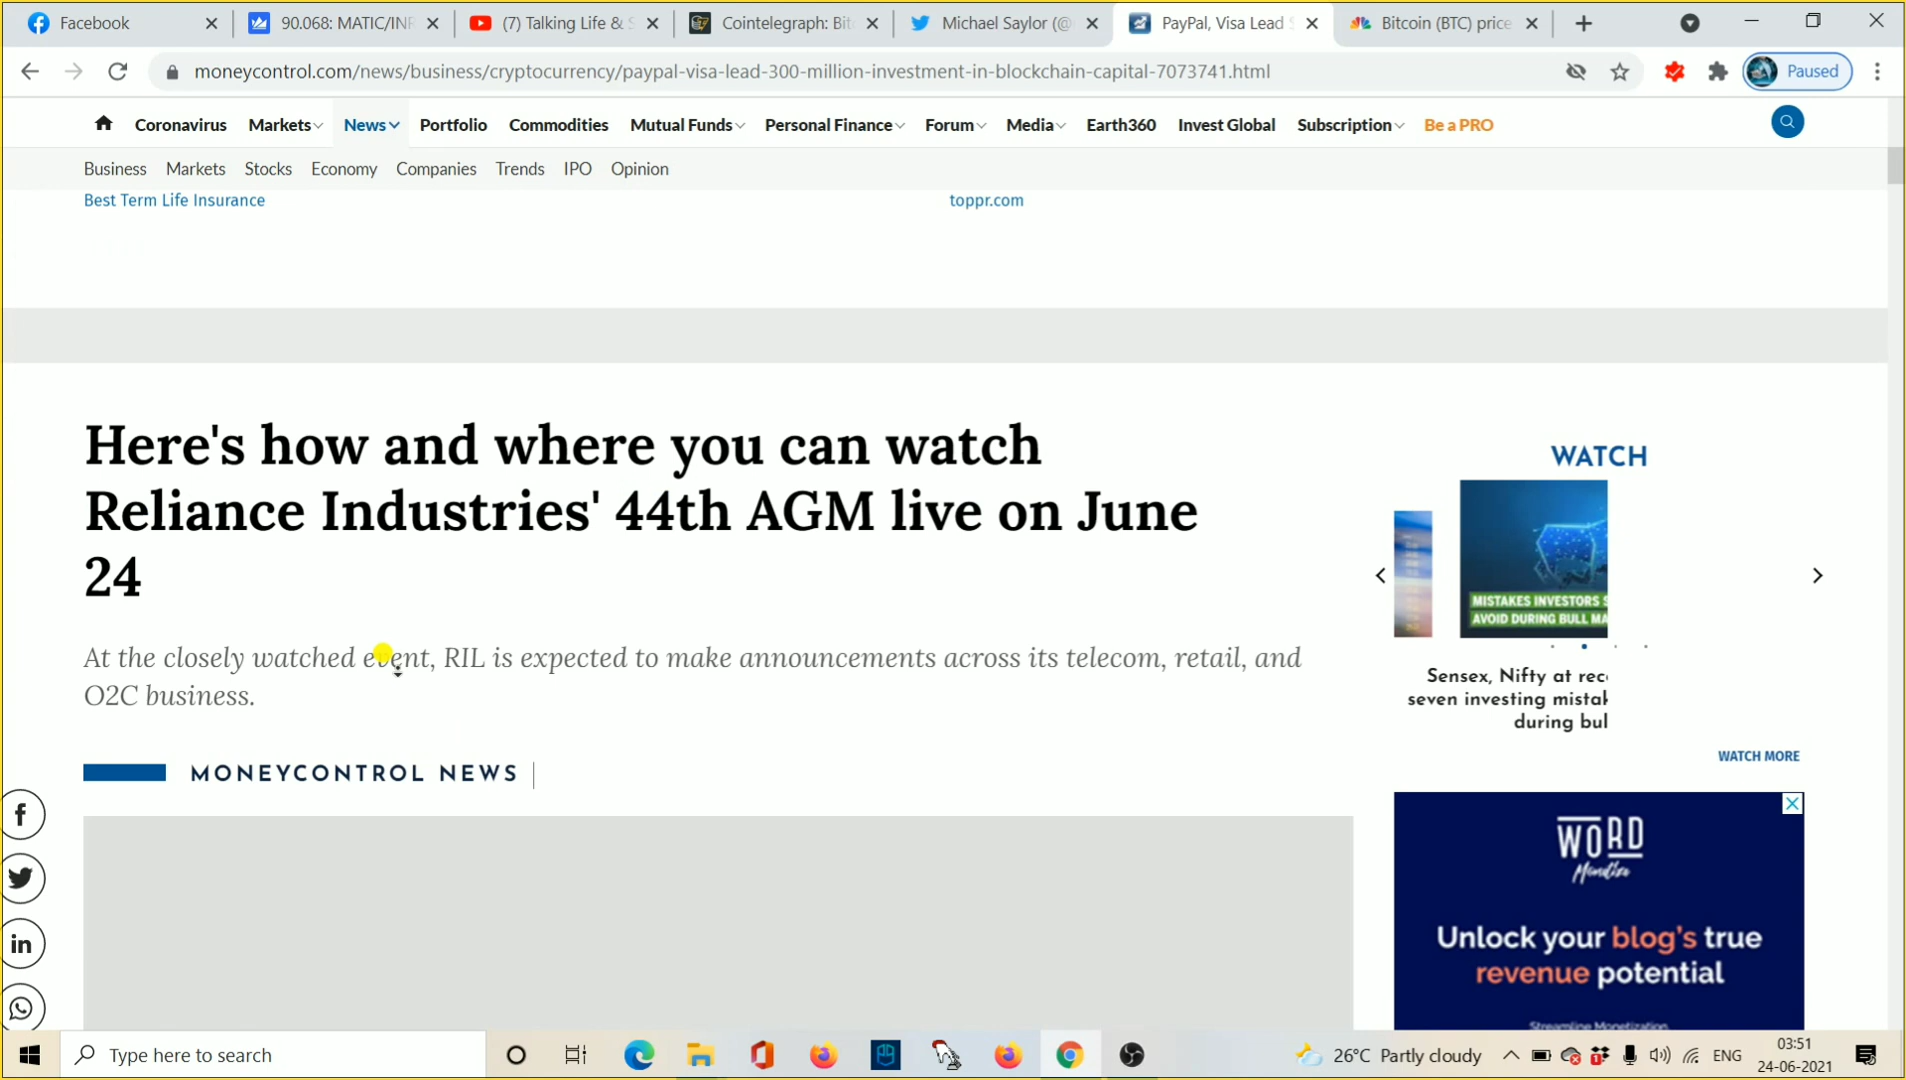 Facebook
90.068: MATIC/INR
(7) Talking Life & S
Cointelegraph: Bit
Michael Saylor (@
PayPal, Visa Lead
Bitcoin (BTC) price
moneycontrol.com/news/business/cryptocurrency/paypal-visa-lead-300-million-investment-in-blockchain-capital-7073741.html
Paused
Coronavirus Markets News Portfolio Commodities Mutual Funds Personal Finance Forum Media Earth360 Invest Global Subscription Be a PRO
Business Markets Stocks Economy Companies Trends IPO Opinion
Best Term Life Insurance
toppr.com
Here's how and where you can watch
Reliance Industries' 44th AGM live on June
24
At the closely watched event, RIL is expected to make announcements across its telecom, retail, and
O2C business.
MONEYCONTROL NEWS
WATCH
MISTAKES INVESTORS S
AVOID DURING BULL MA
Sensex, Nifty at rec
seven investing mistak
during bul
WATCH MORE
WORD
Unlock your blog's true
revenue potential
Streamline Monetization.
Type here to search
26°C Partly cloudy
ENG
03:51
24-06-2021